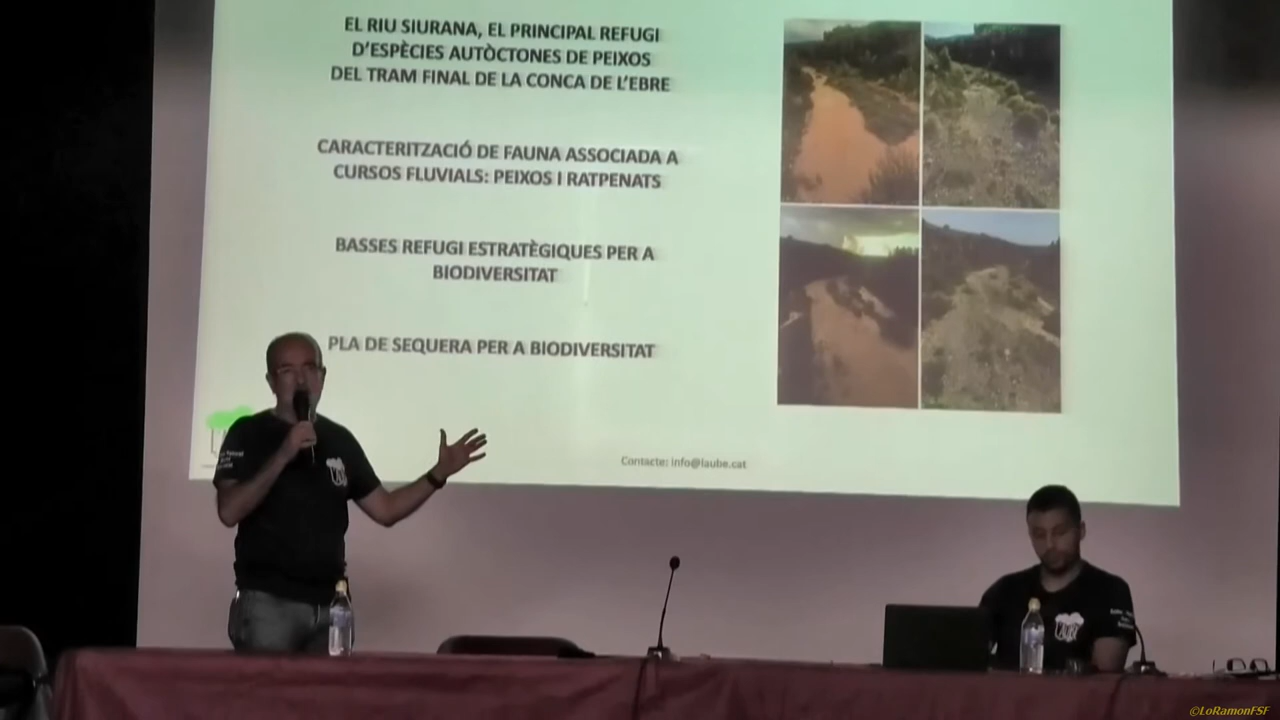 EL RIU SIURANA, EL PRINCIPAL REFUGI
D'ESPÈCIES AUTÒCTONES DE PEIXOS
DEL TRAM FINAL DE LA CONCA DE L'EBRE
CARACTERITZACIÓ DE FAUNA ASSOCIADA A
CURSOS FLUVIALS: PEIXOS I RATPENATS
BASSES REFUGI ESTRATÈGIQUES PER A
BIODIVERSITAT
PLA DE SEQUERA PER A BIODIVERSITAT
Contacte: info@laube.cat
©LoRamonFSF